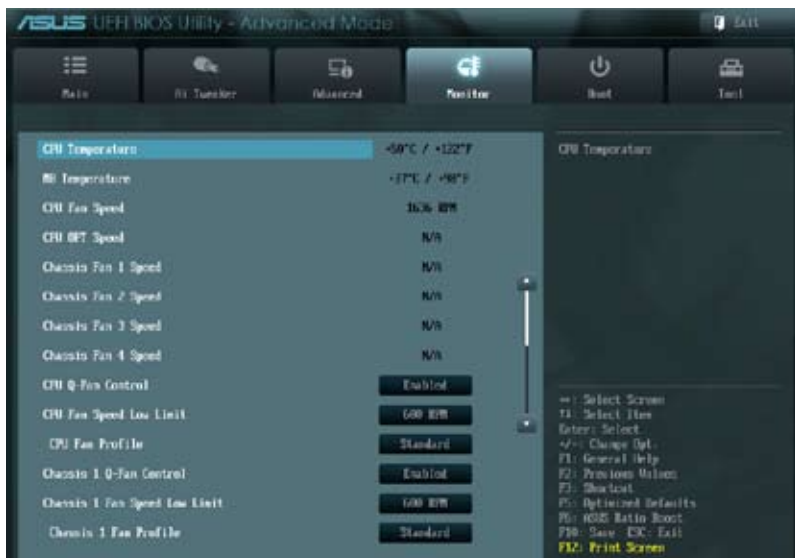 ASUS UEFI BIOS Utility - Advanced Mode
Exit
Main
Ai Tweaker
Advanced
Monitor
Boot
Tool
CPU Temperature +50°C / +122°F
CPU Temperature
MB Temperature +37°C / +98°F
CPU Fan Speed 1636 RPM
CPU OPT Speed N/A
Chassis Fan 1 Speed N/A
Chassis Fan 2 Speed N/A
Chassis Fan 3 Speed N/A
Chassis Fan 4 Speed N/A
CPU Q-Fan Control Enabled
CPU Fan Speed Low Limit 600 RPM
CPU Fan Profile Standard
Chassis 1 Q-Fan Control Enabled
Chassis 1 Fan Speed Low Limit 600 RPM
Chassis 1 Fan Profile Standard
→←: Select Screen
↑↓: Select Item
Enter: Select
+/-: Change Opt.
F1: General Help
F2: Previous Values
F3: Shortcut
F5: Optimized Defaults
F6: ASUS Ratio Boost
F10: Save ESC: Exit
F12: Print Screen